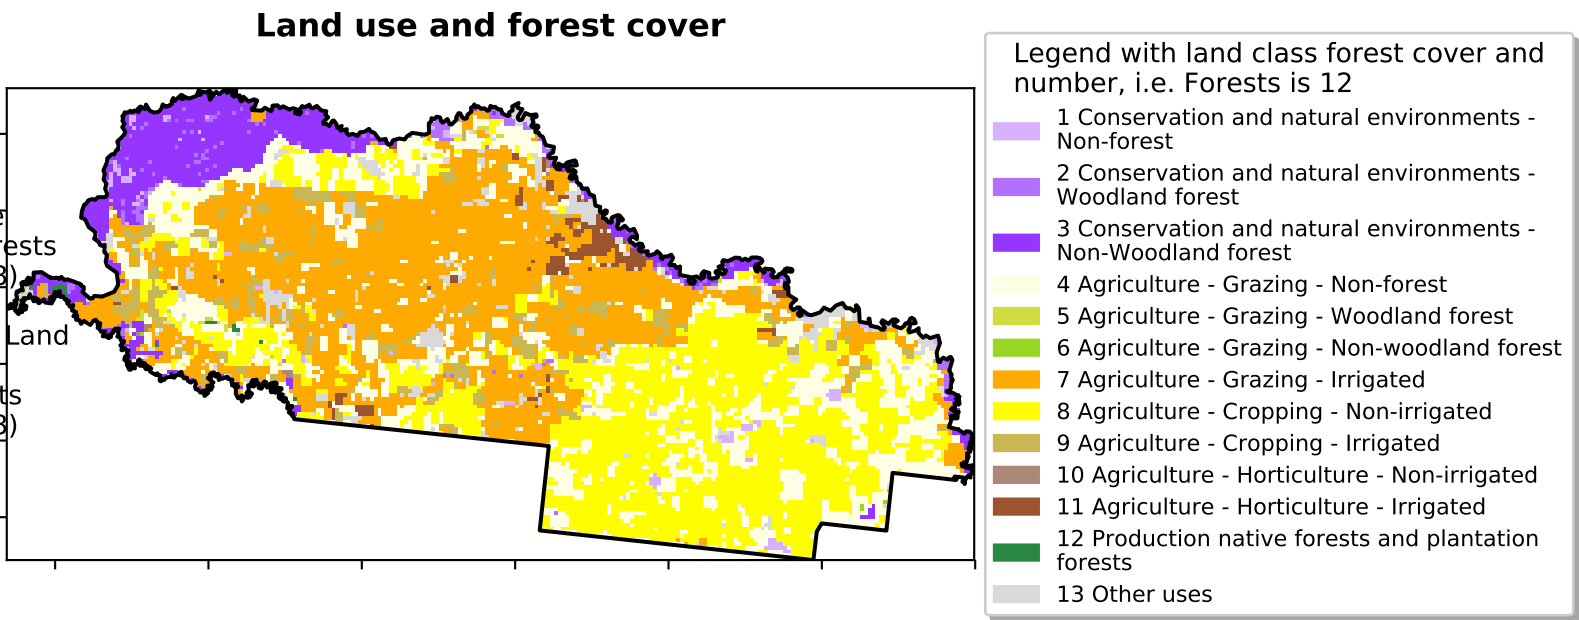 Land use and forest cover
rests
3)
Land
ts
3)
Legend with land class forest cover and
number, i.e. Forests is 12
1 Conservation and natural environments -
Non-forest
2 Conservation and natural environments -
Woodland forest
3 Conservation and natural environments -
Non-Woodland forest
4 Agriculture - Grazing - Non-forest
5 Agriculture - Grazing - Woodland forest
6 Agriculture - Grazing - Non-woodland forest
7 Agriculture - Grazing - Irrigated
8 Agriculture - Cropping - Non-irrigated
9 Agriculture - Cropping - Irrigated
10 Agriculture - Horticulture - Non-irrigated
11 Agriculture - Horticulture - Irrigated
12 Production native forests and plantation
forests
13 Other uses